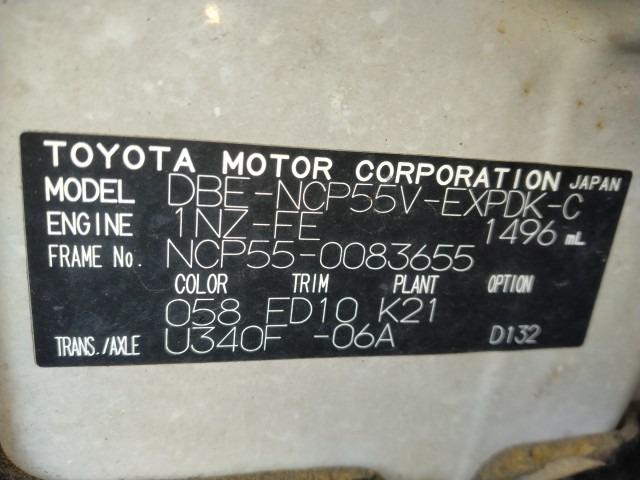 TOYOTA MOTOR CORPORATION JAPAN
MODEL DBE-NCP55V-EXPDK-C
ENGINE 1NZ-FE 1496 mL
FRAME No. NCP55-0083655
COLOR TRIM PLANT OPTION
058 FD10 K21
TRANS./AXLE U340F -06A D132